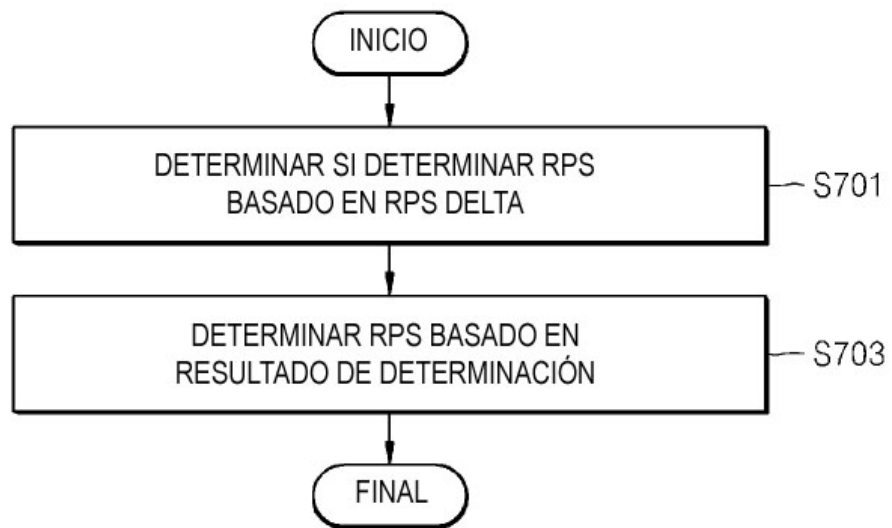 INICIO
DETERMINAR SI DETERMINAR RPS
BASADO EN RPS DELTA
S701
DETERMINAR RPS BASADO EN
RESULTADO DE DETERMINACIÓN
S703
FINAL